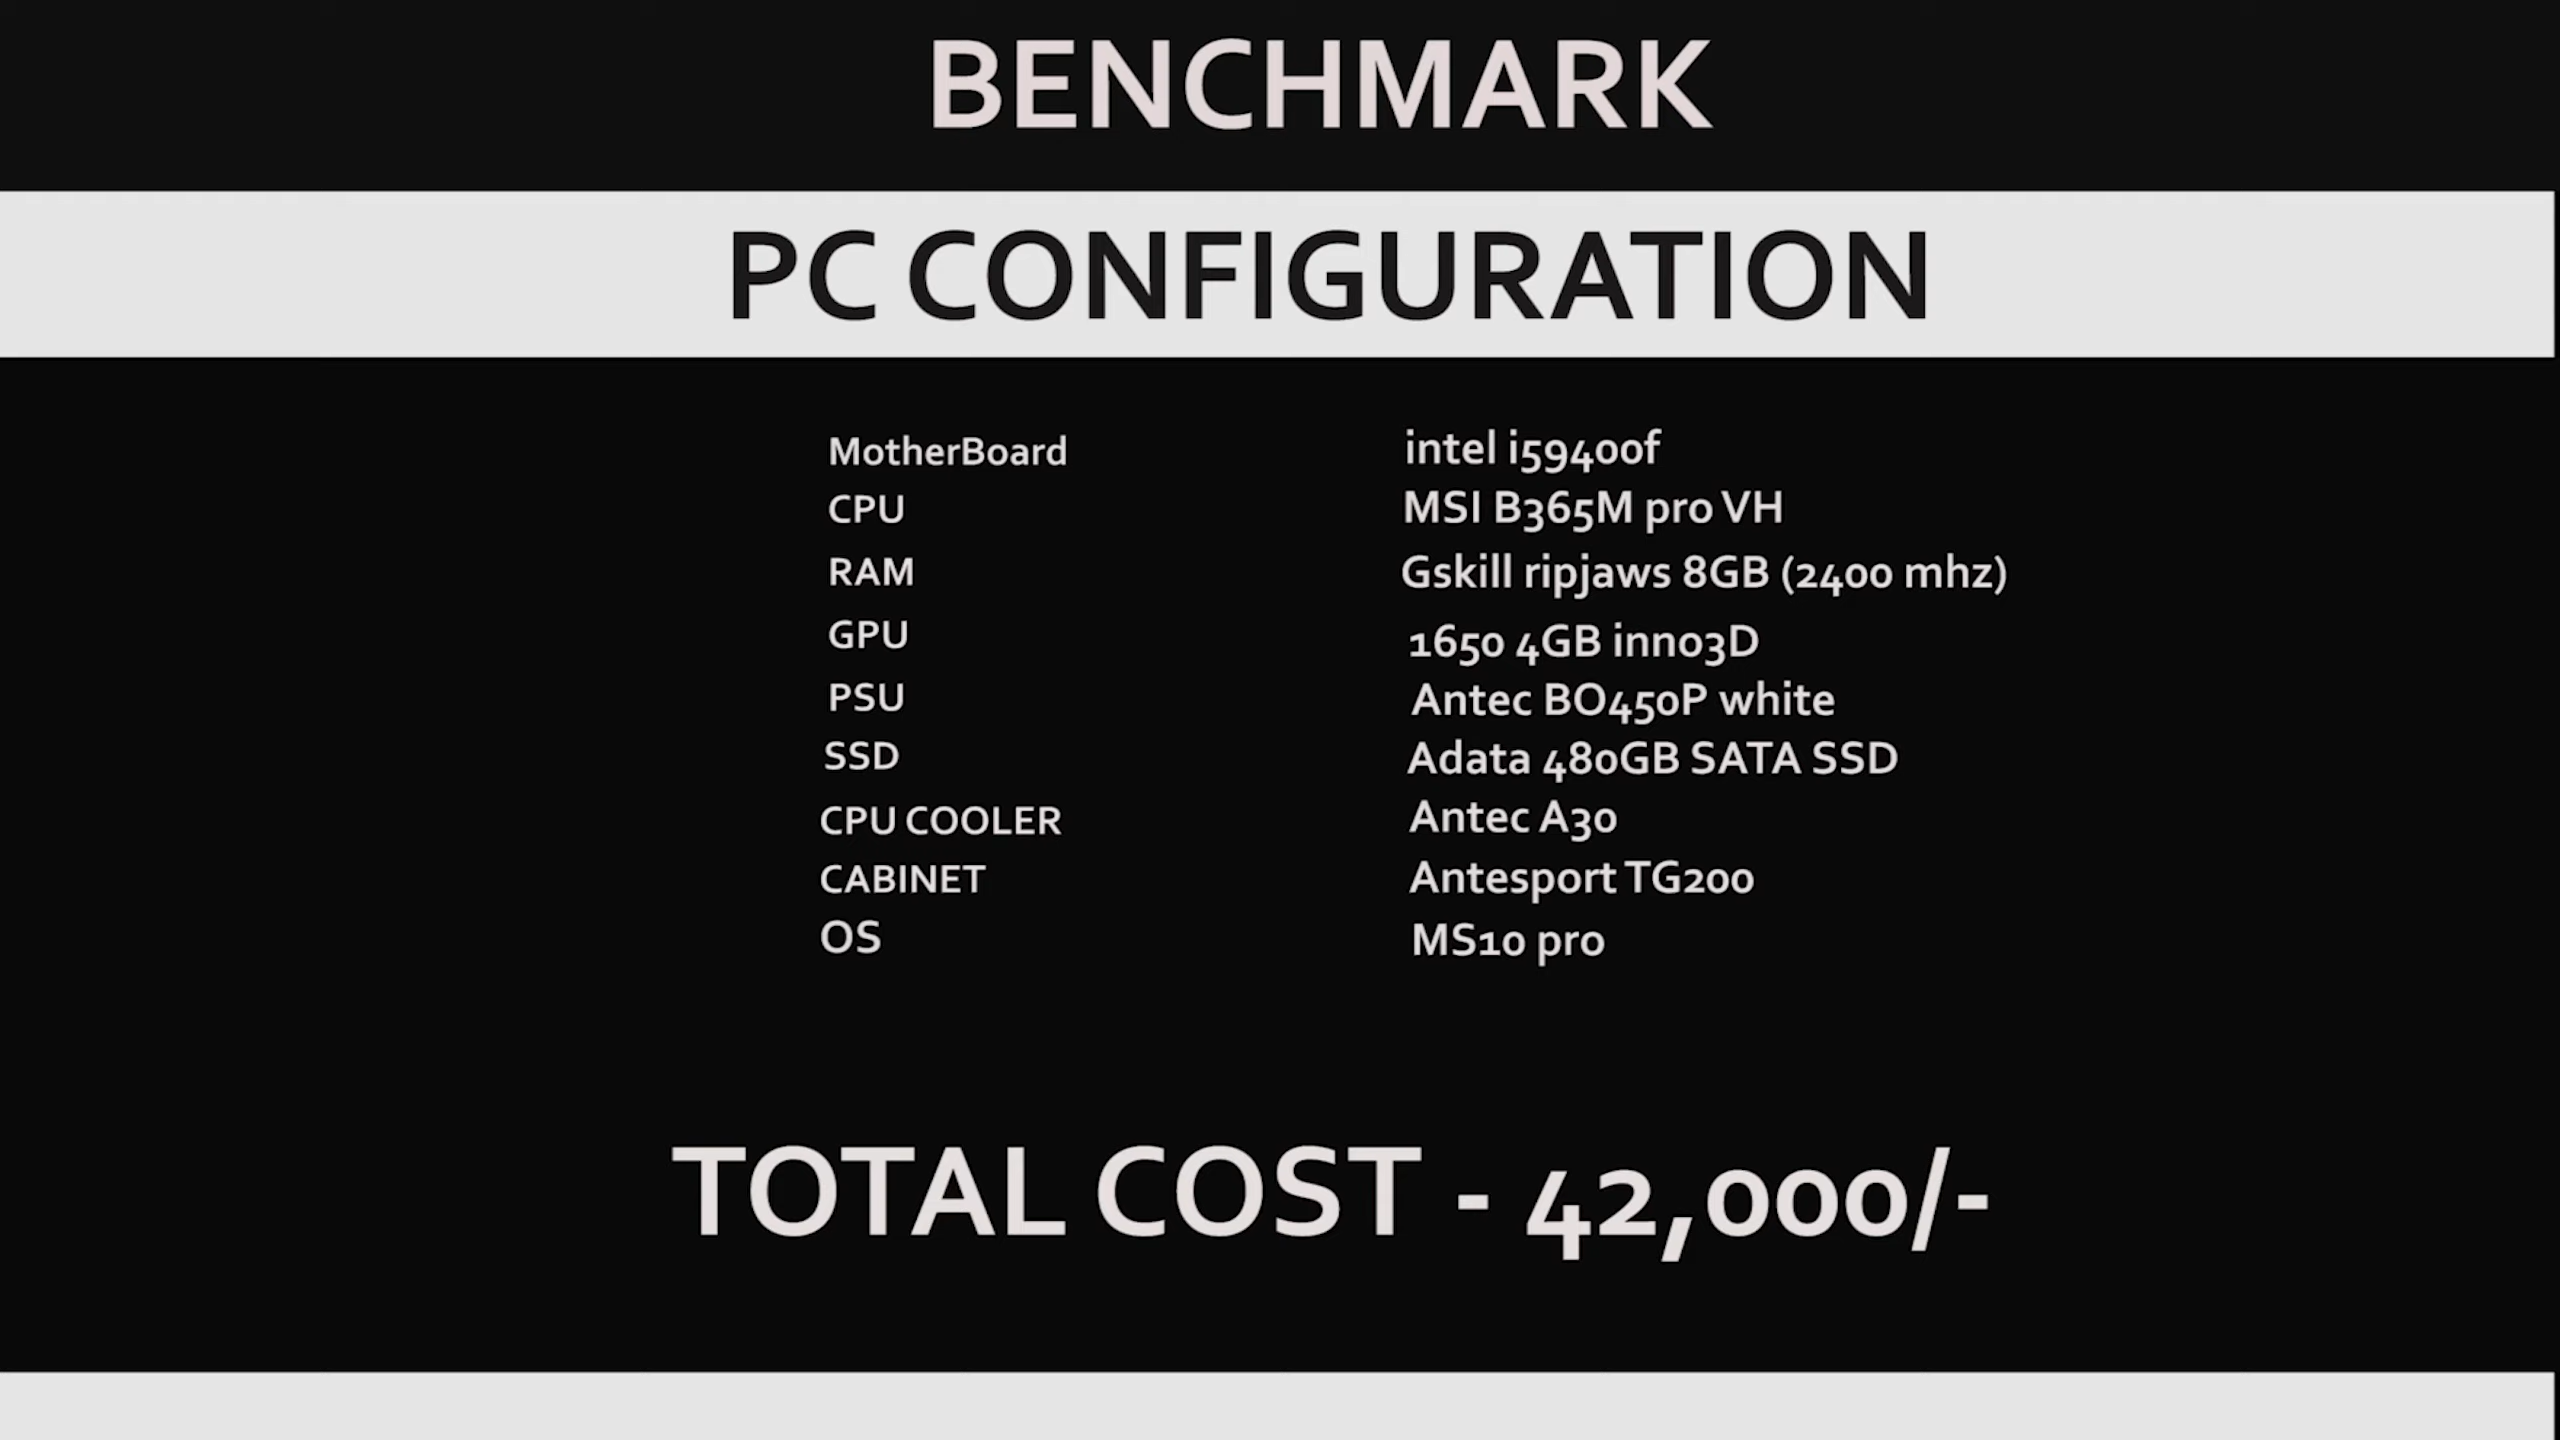 BENCHMARK
PC CONFIGURATION
MotherBoard intel i59400f
CPU MSI B365M pro VH
RAM Gskill ripjaws 8GB (2400 mhz)
GPU 1650 4GB inno3D
PSU Antec BO450P white
SSD Adata 480GB SATA SSD
CPU COOLER Antec A30
CABINET Antesport TG200
OS MS10 pro
TOTAL COST - 42,000/-